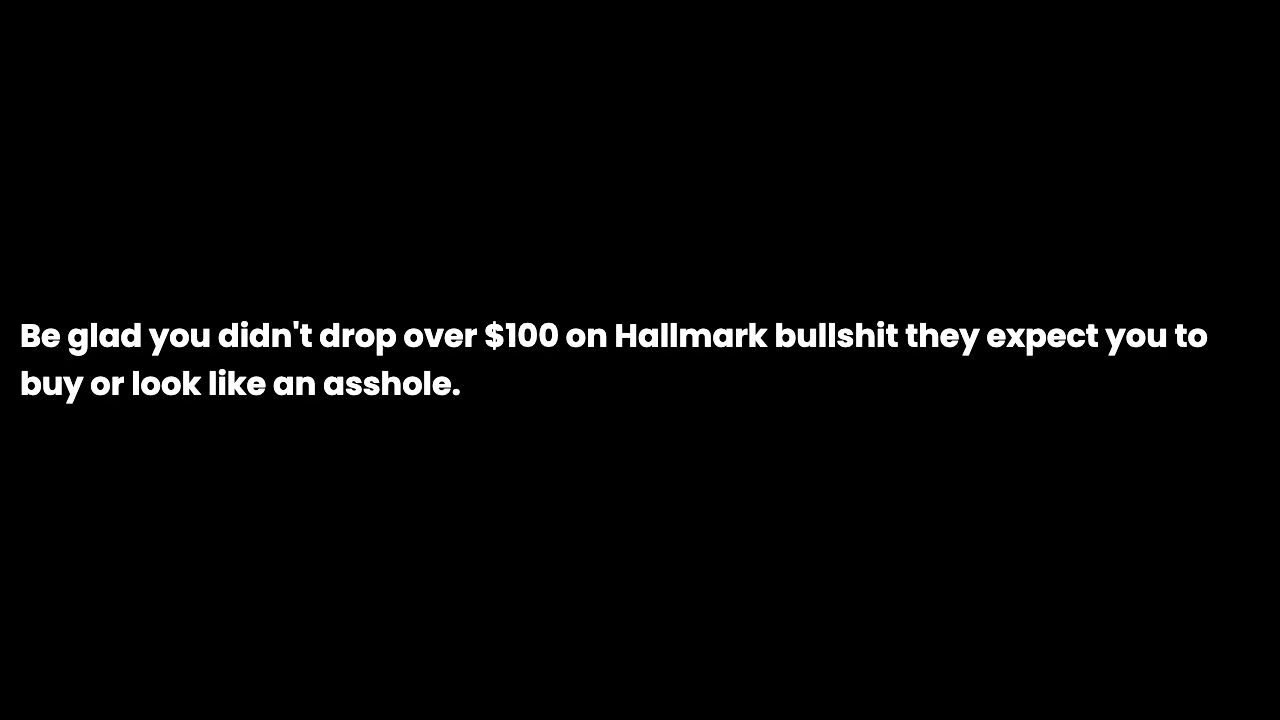 Be glad you didn't drop over $100 on Hallmark bullshit they expect you to
buy or look like an asshole.